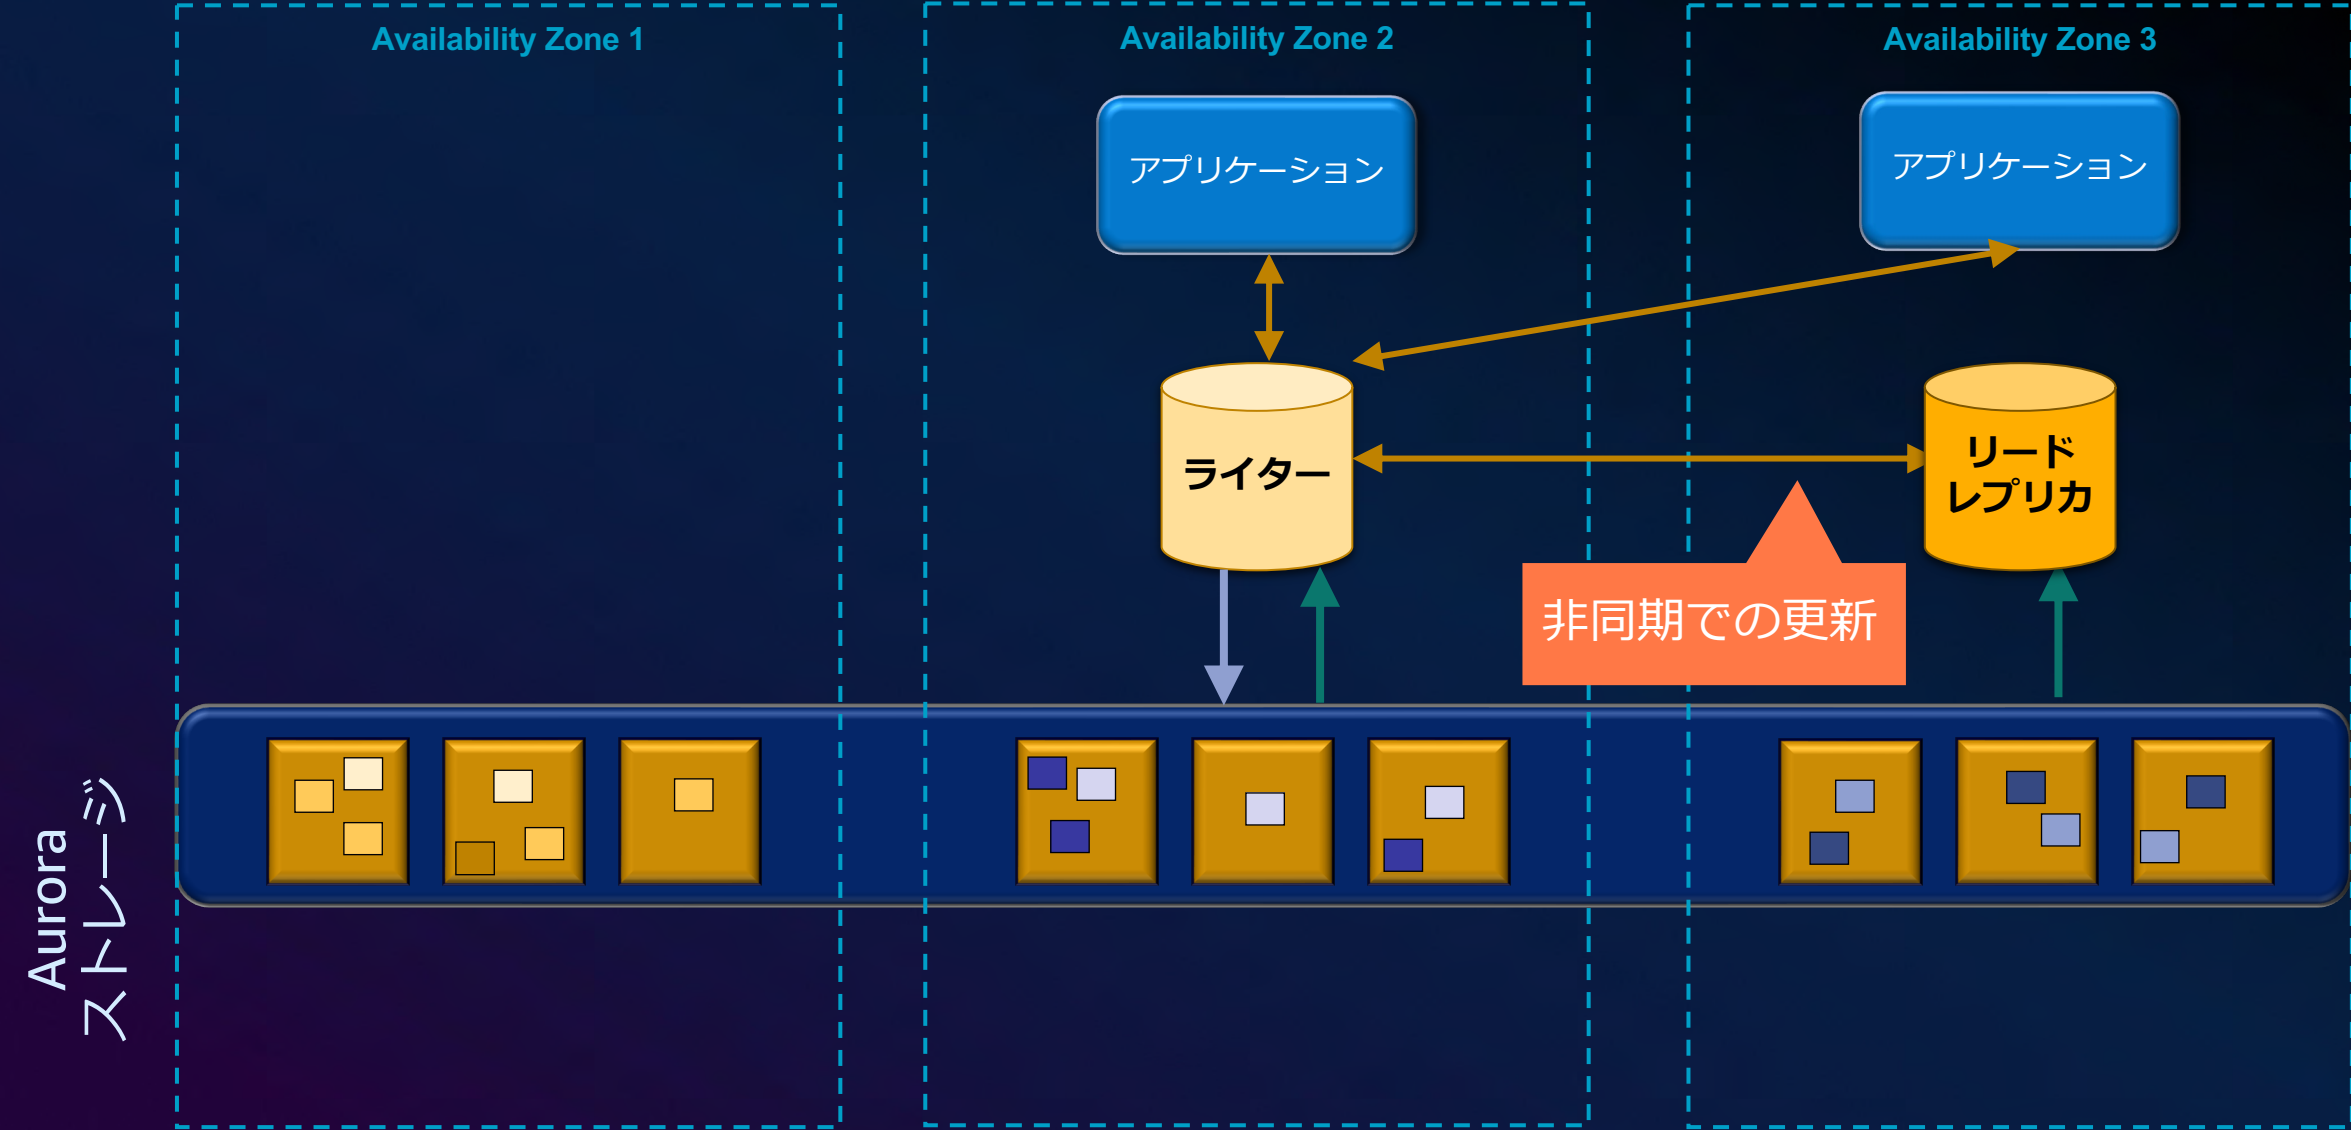 Availability Zone 1
Availability Zone 2
Availability Zone 3
アプリケーション
アプリケーション
ライター
リード
レプリカ
非同期での更新
Aurora
ストレージ